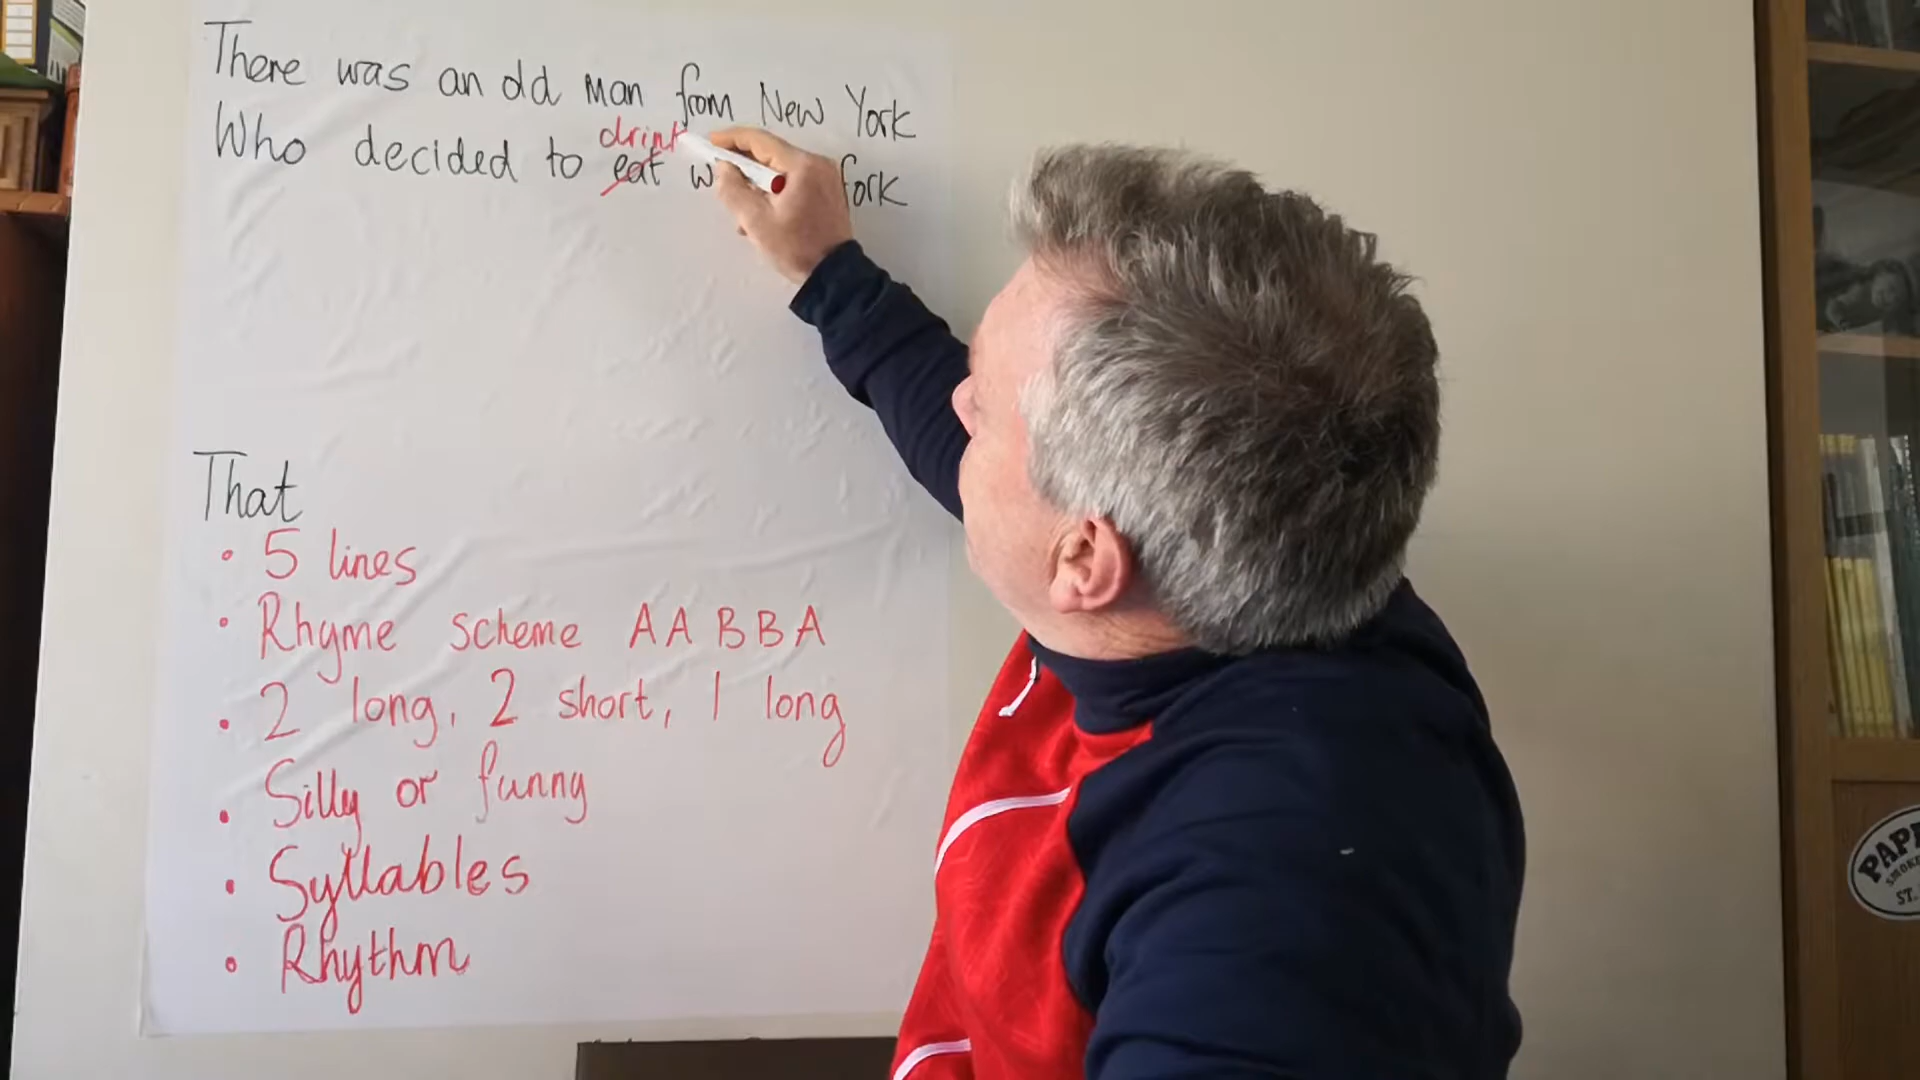 There was an old man from New York
drink
Who decided to eat w fork
That
• 5 lines
• Rhyme scheme AABBA
• 2 long, 2 short, 1 long
• Silly or funny
• Syllables
• Rhythm
ST.